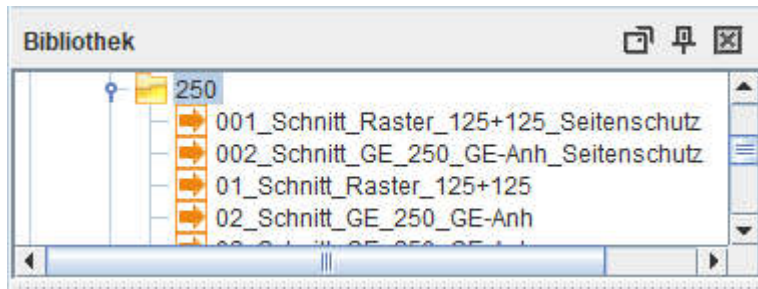 Bibliothek
250
001_Schnitt_Raster_125+125_Seitenschutz
002_Schnitt_GE_250_GE-Anh_Seitenschutz
01_Schnitt_Raster_125+125
02_Schnitt_GE_250_GE-Anh